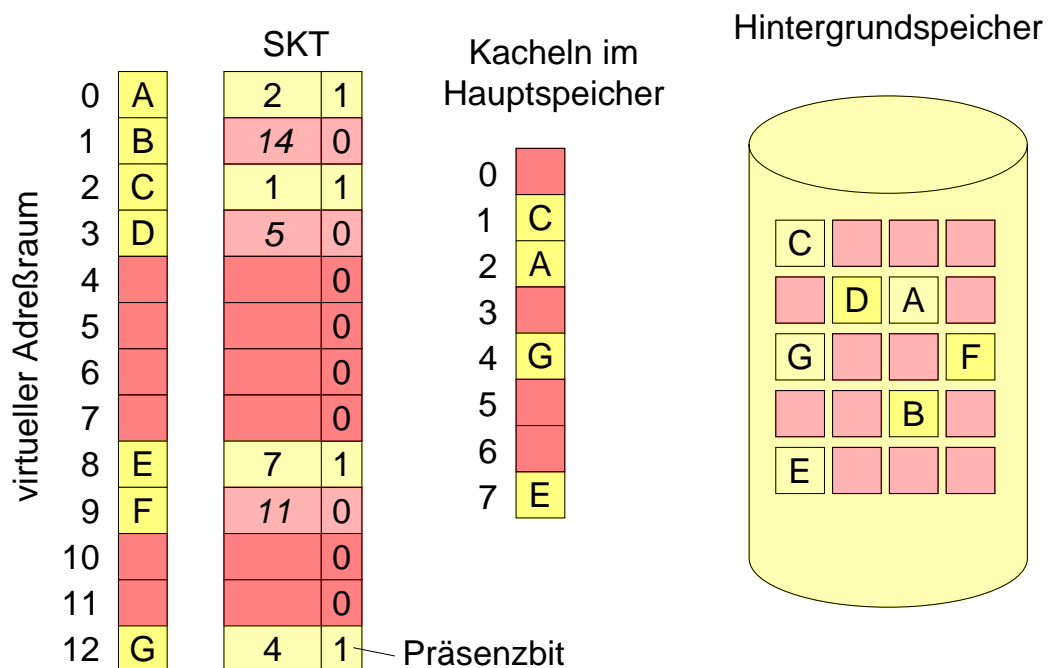 Hintergrundspeicher
SKT
Kacheln im
Hauptspeicher
virtueller Adreßraum
0 A 2 1
1 B 14 0
2 C 1 1
3 D 5 0
4 0
5 0
6 0
7 0
8 E 7 1
9 F 11 0
10 0
11 0
12 G 4 1
Präsenzbit
0
1 C
2 A
3
4 G
5
6
7 E
C
D A
G F
B
E